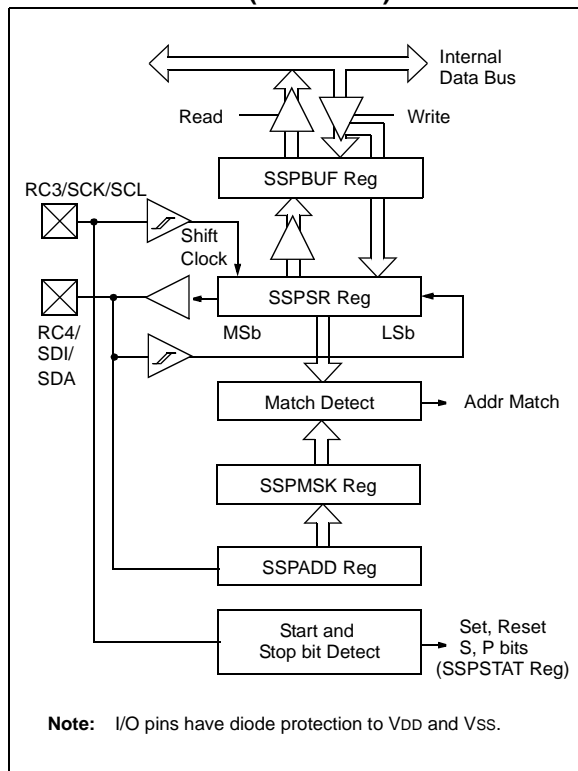 Internal
Data Bus
Read
Write
SSPBUF Reg
RC3/SCK/SCL
Shift
Clock
SSPSR Reg
MSb
LSb
RC4/
SDI/
SDA
Match Detect
Addr Match
SSPMSK Reg
SSPADD Reg
Start and
Stop bit Detect
Set, Reset
S, P bits
(SSPSTAT Reg)
Note: I/O pins have diode protection to VDD and VSS.